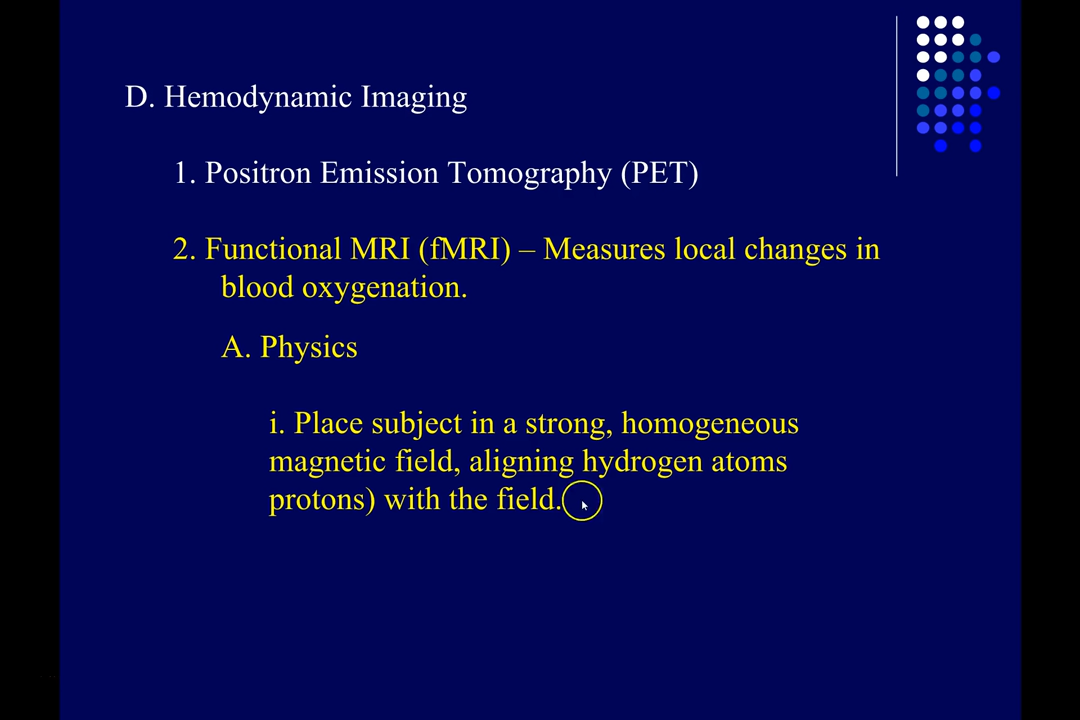 D. Hemodynamic Imaging
1. Positron Emission Tomography (PET)
2. Functional MRI (fMRI) – Measures local changes in
blood oxygenation.
A. Physics
i. Place subject in a strong, homogeneous
magnetic field, aligning hydrogen atoms
protons) with the field.